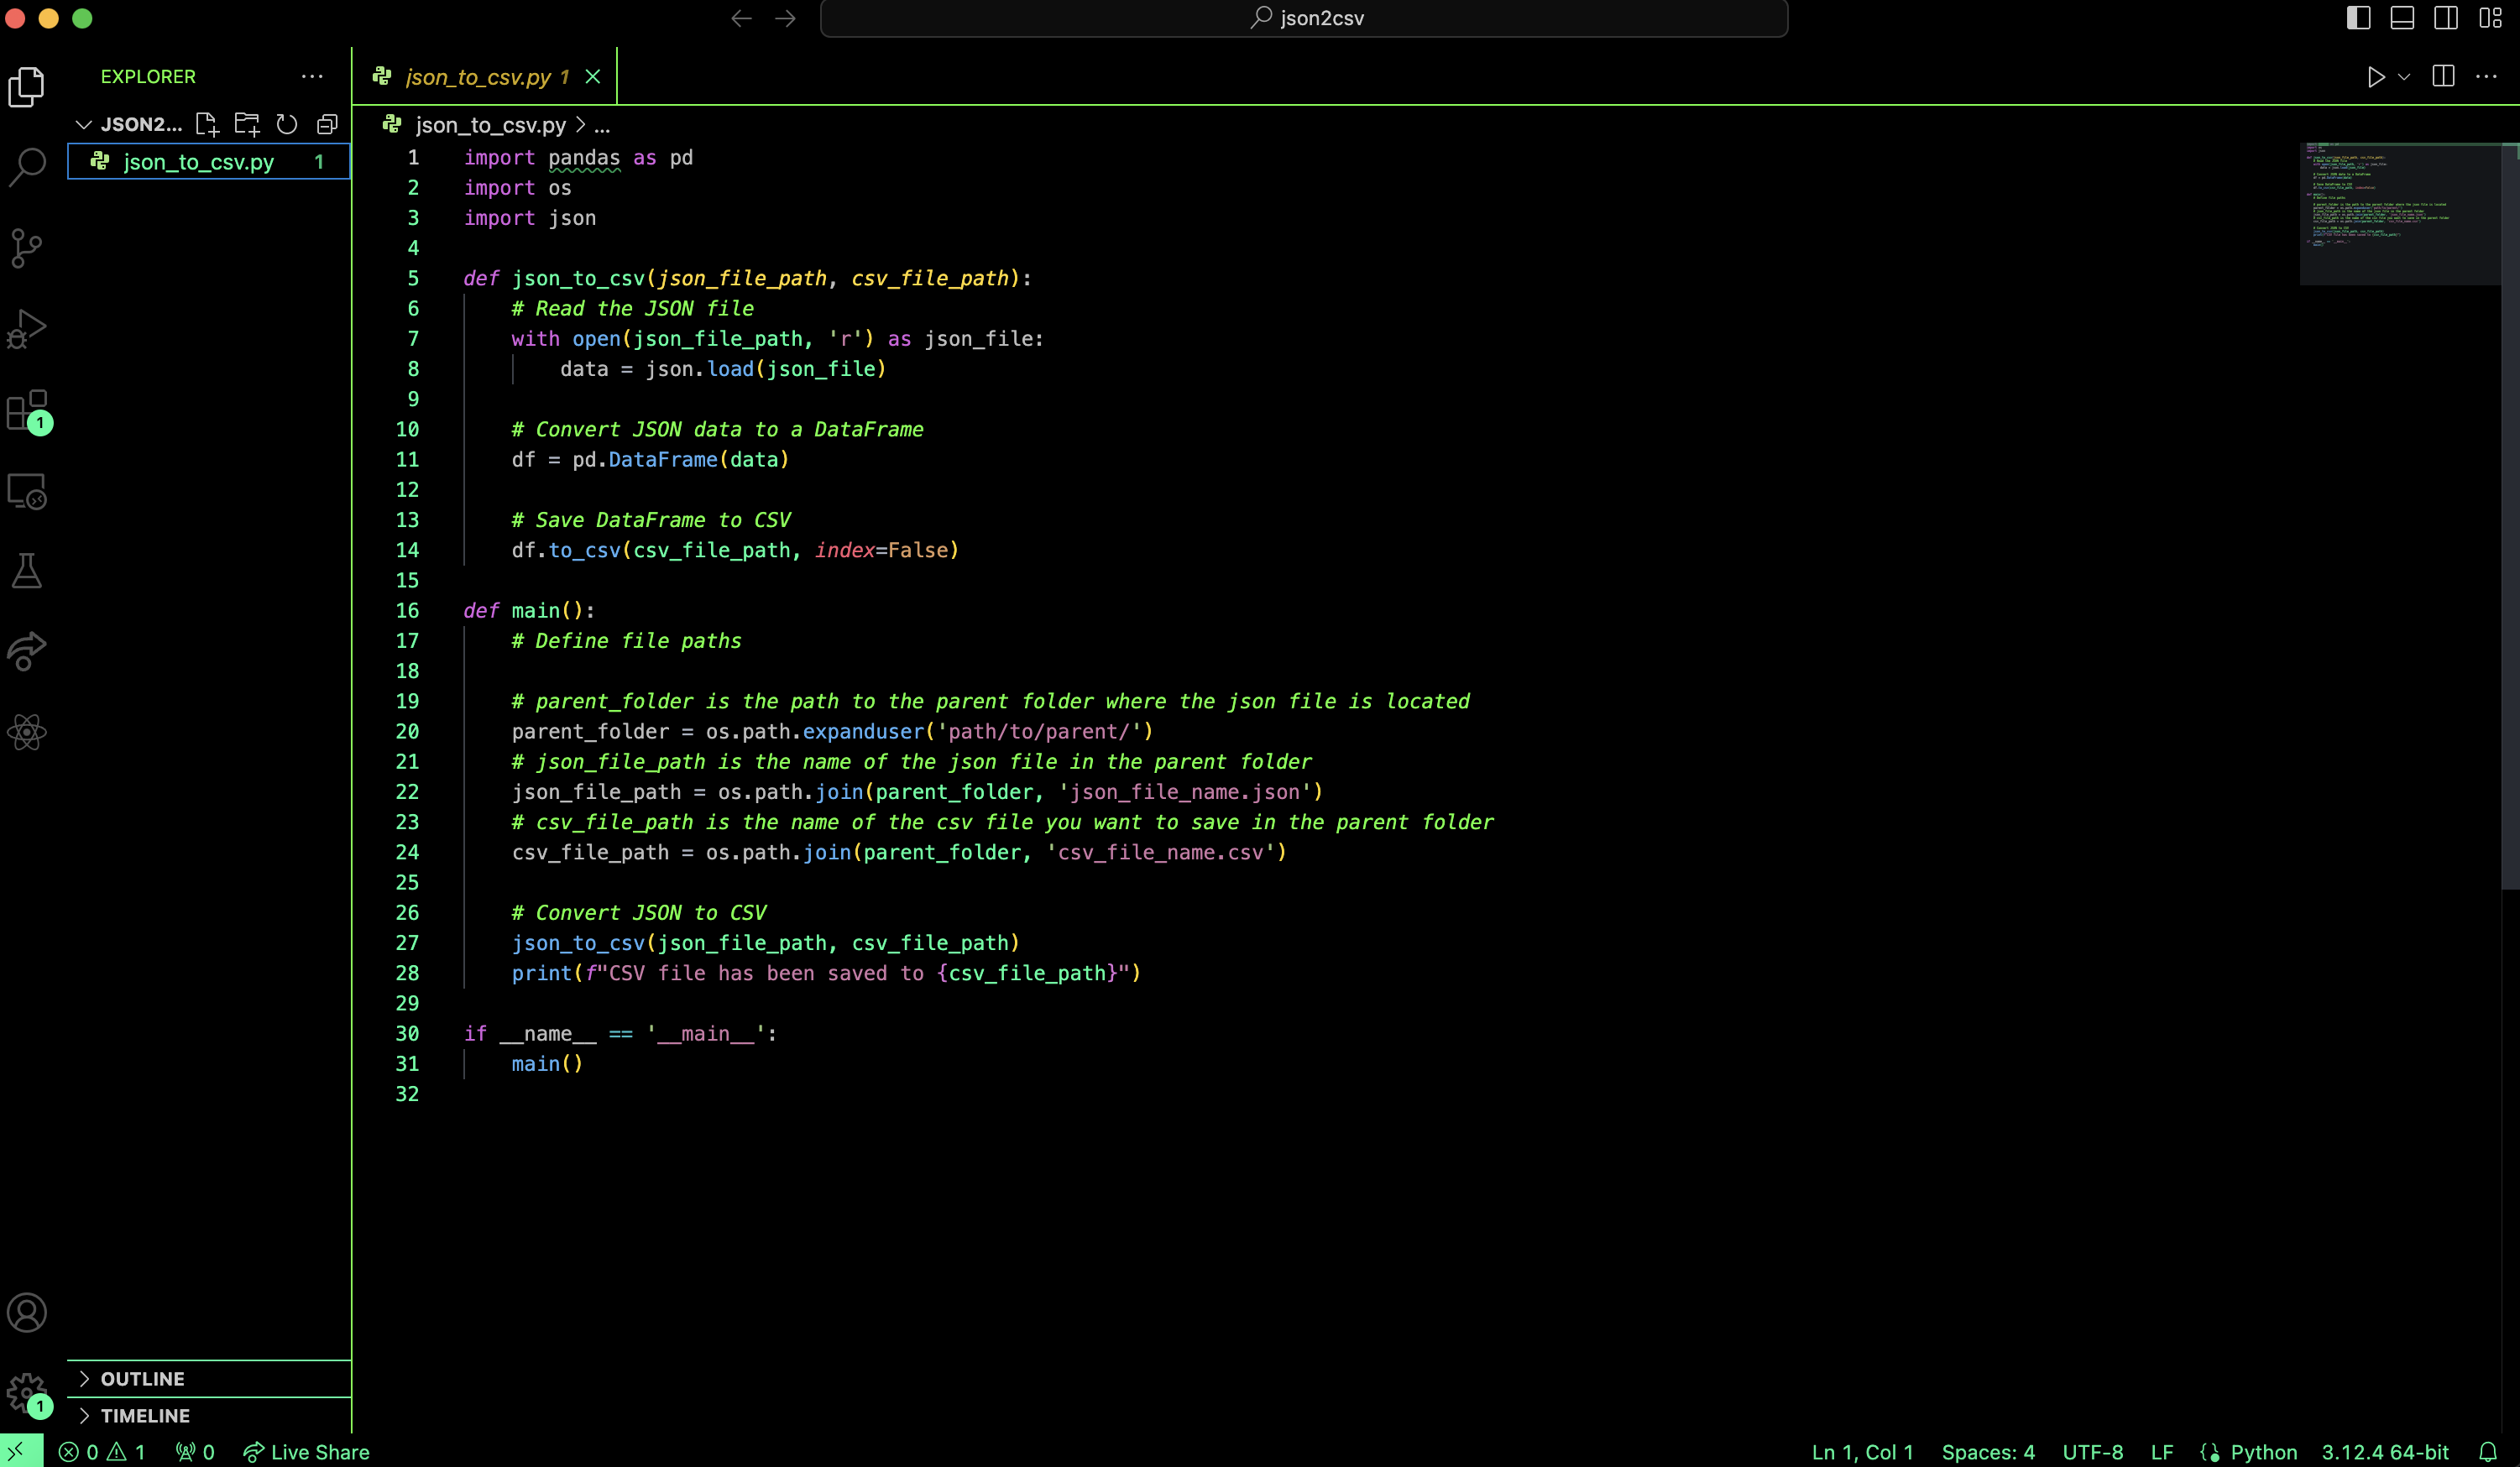 json2csv
EXPLORER
json_to_csv.py 1
JSON2...
json_to_csv.py 1
json_to_csv.py > ...
1 import pandas as pd
2 import os
3 import json
4
5 def json_to_csv(json_file_path, csv_file_path):
6 # Read the JSON file
7 with open(json_file_path, 'r') as json_file:
8 data = json.load(json_file)
9
10 # Convert JSON data to a DataFrame
11 df = pd.DataFrame(data)
12
13 # Save DataFrame to CSV
14 df.to_csv(csv_file_path, index=False)
15
16 def main():
17 # Define file paths
18
19 # parent_folder is the path to the parent folder where the json file is located
20 parent_folder = os.path.expanduser('path/to/parent/')
21 # json_file_path is the name of the json file in the parent folder
22 json_file_path = os.path.join(parent_folder, 'json_file_name.json')
23 # csv_file_path is the name of the csv file you want to save in the parent folder
24 csv_file_path = os.path.join(parent_folder, 'csv_file_name.csv')
25
26 # Convert JSON to CSV
27 json_to_csv(json_file_path, csv_file_path)
28 print(f"CSV file has been saved to {csv_file_path}")
29
30 if __name__ == '__main__':
31 main()
32
1
1
OUTLINE
TIMELINE
0 1 0 Live Share
Ln 1, Col 1 Spaces: 4 UTF-8 LF {} Python 3.12.4 64-bit